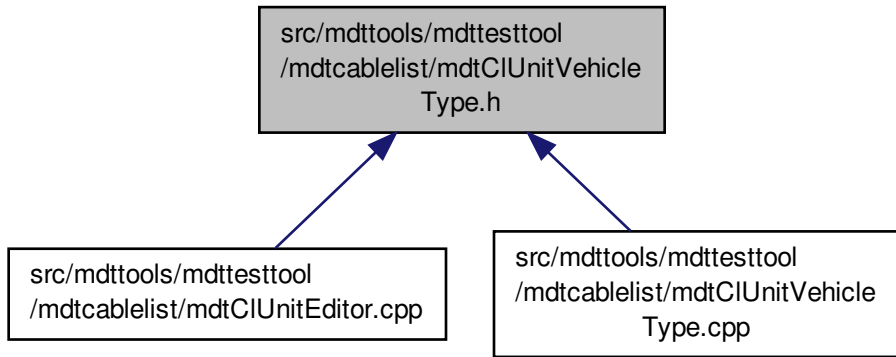 src/mdttools/mdttesttool
/mdtcablelist/mdtClUnitVehicle
Type.h
src/mdttools/mdttesttool
/mdtcablelist/mdtClUnitEditor.cpp
src/mdttools/mdttesttool
/mdtcablelist/mdtClUnitVehicle
Type.cpp